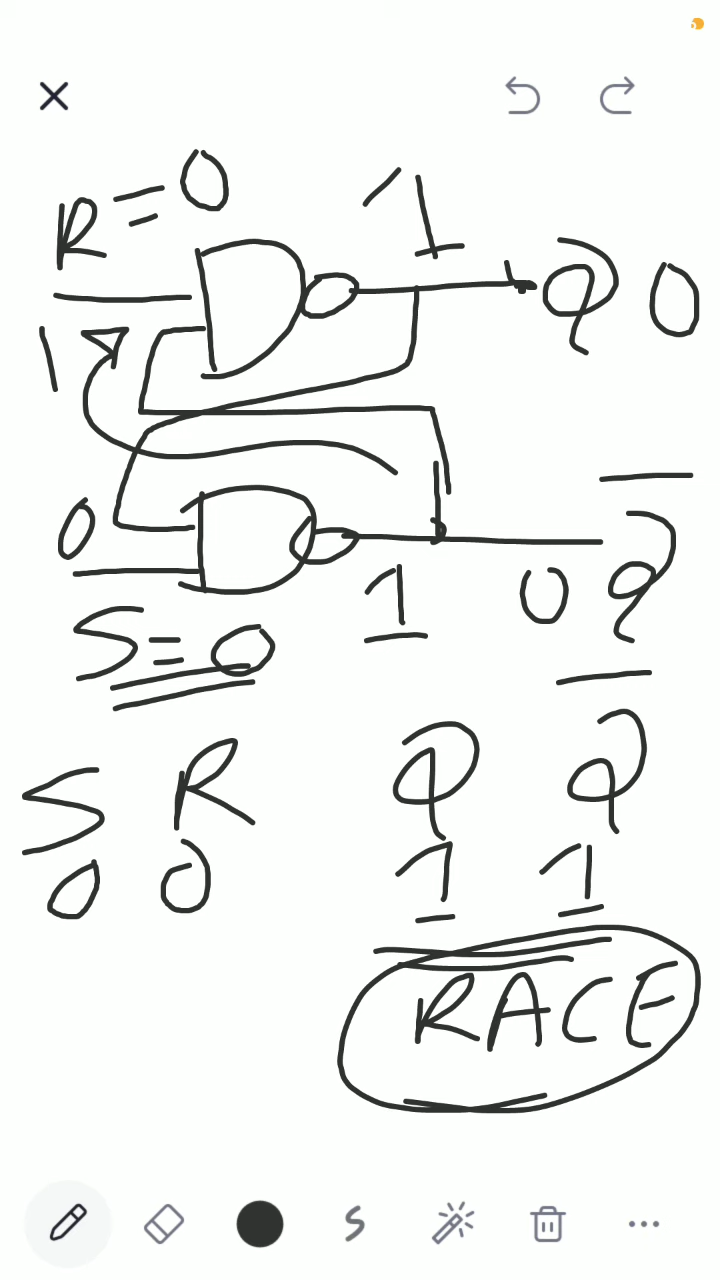 R = 0 1
Q 0
1
0
1 0 Q
S = 0
S R Q Q
0 0 1 1
RACE